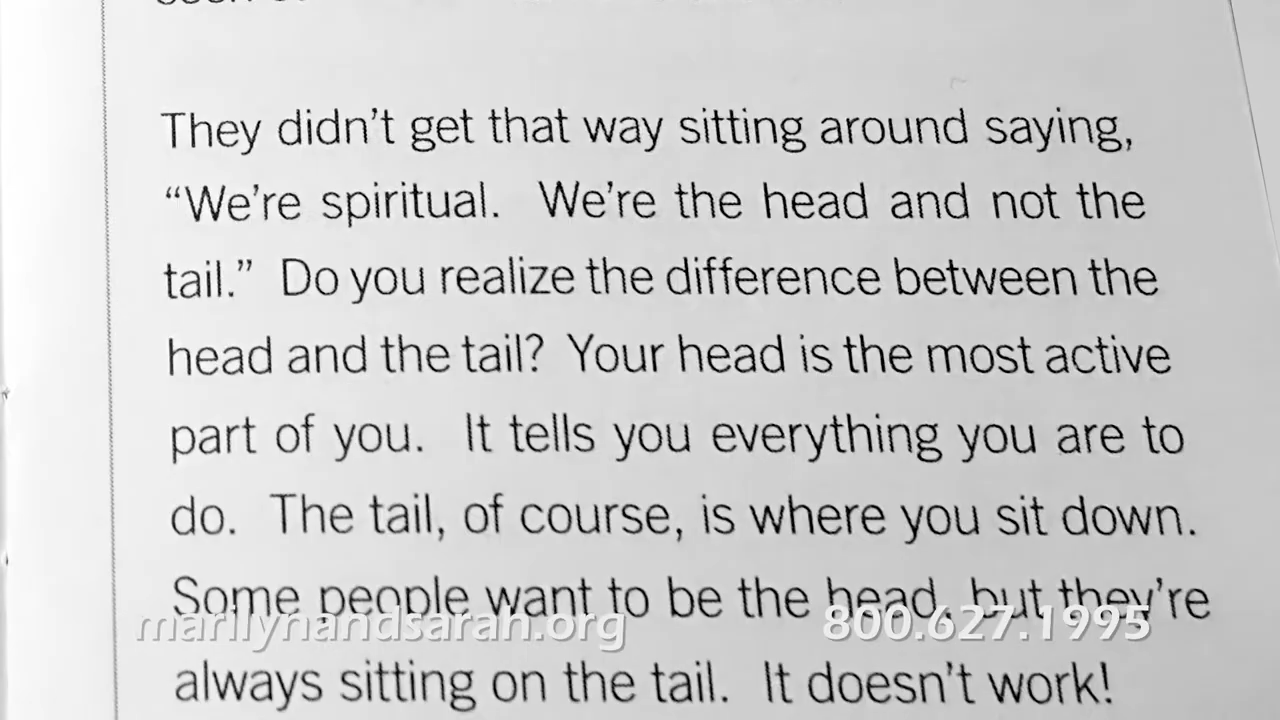 They didn't get that way sitting around saying,
“We're spiritual.  We're the head and not the
tail.”  Do you realize the difference between the
head and the tail?  Your head is the most active
part of you.  It tells you everything you are to
do.  The tail, of course, is where you sit down.
Some people want to be the head, but they're
marilynandsarah.org 800.627.1995
always sitting on the tail.  It doesn't work!